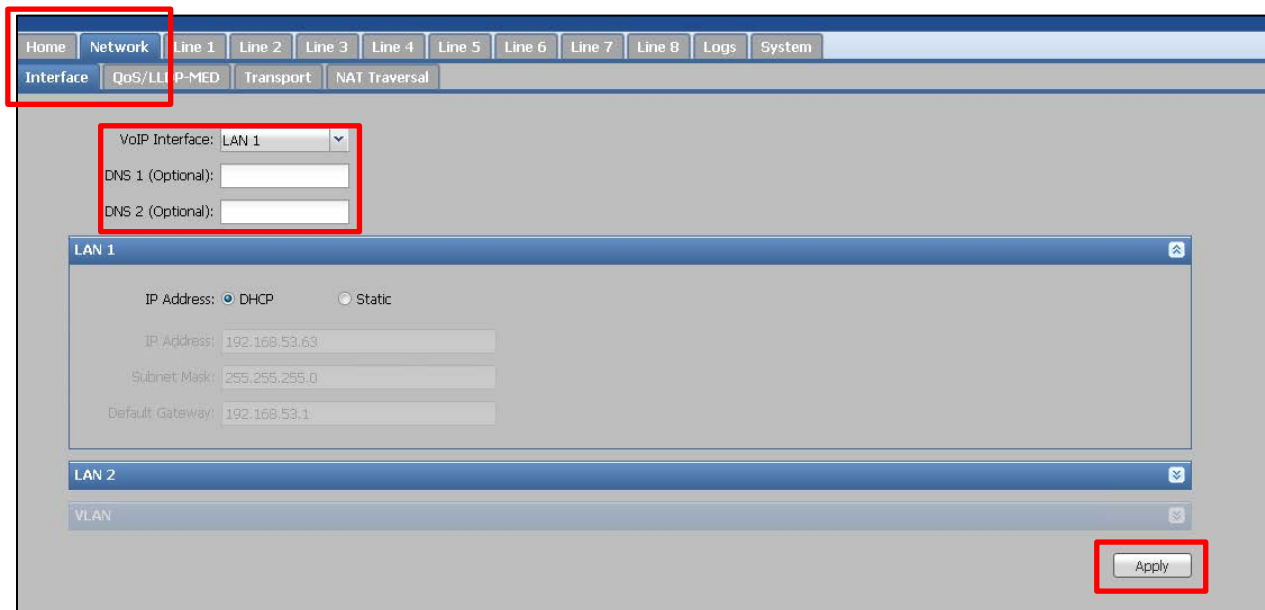 Home Network Line 1 Line 2 Line 3 Line 4 Line 5 Line 6 Line 7 Line 8 Logs System
Interface QoS/LLDP-MED Transport NAT Traversal
VoIP Interface: LAN 1
DNS 1 (Optional):
DNS 2 (Optional):
LAN 1
IP Address: DHCP Static
IP Address: 192.168.53.63
Subnet Mask: 255.255.255.0
Default Gateway: 192.168.53.1
LAN 2
VLAN
Apply